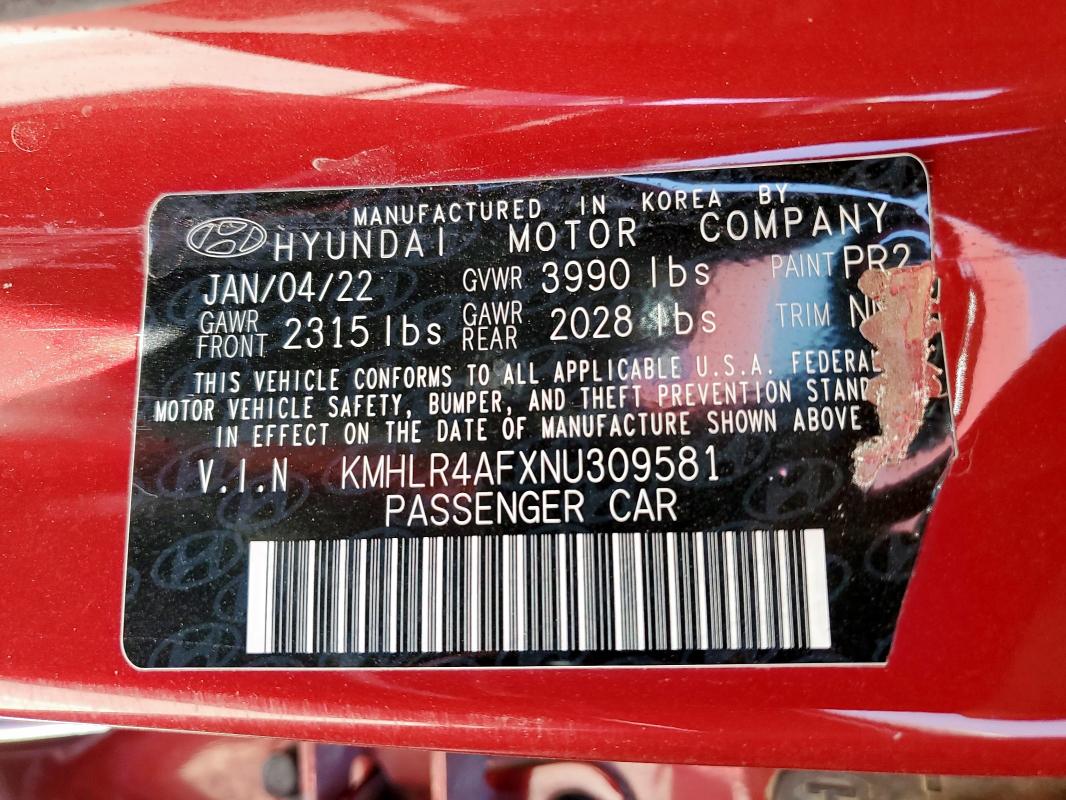 MANUFACTURED IN KOREA BY
HYUNDAI MOTOR COMPANY
JAN/04/22 GVWR 3990 lbs PAINT PR2
GAWR FRONT 2315 lbs GAWR REAR 2028 lbs TRIM
THIS VEHICLE CONFORMS TO ALL APPLICABLE U.S.A. FEDERAL
MOTOR VEHICLE SAFETY, BUMPER, AND THEFT PREVENTION
IN EFFECT ON THE DATE OF MANUFACTURE SHOWN ABOVE
V.I.N KMHLR4AFXNU309581
PASSENGER CAR